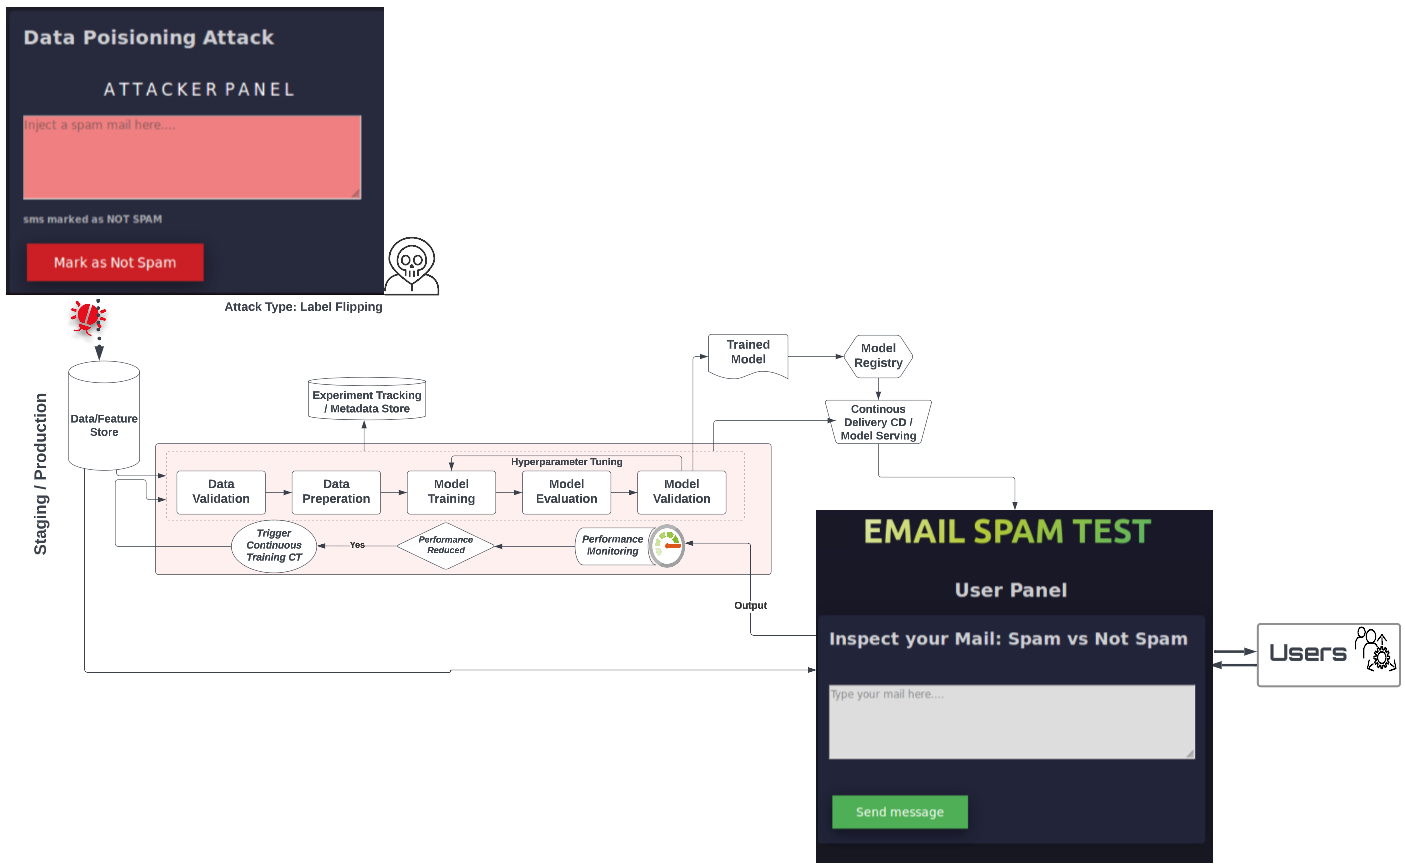 Data Poisioning Attack
ATTACKER PANEL
Inject a spam mail here....
sms marked as NOT SPAM
Mark as Not Spam
Attack Type: Label Flipping
Staging / Production
Data/Feature
Store
Experiment Tracking
/ Metadata Store
Trained
Model
Model
Registry
Continous
Delivery CD /
Model Serving
Hyperparameter Tuning
Data
Validation
Data
Preperation
Model
Training
Model
Evaluation
Model
Validation
Trigger
Continuous
Training CT
Yes
Performance
Reduced
Performance
Monitoring
Output
EMAIL SPAM TEST
User Panel
Inspect your Mail: Spam vs Not Spam
Type your mail here....
Send message
Users